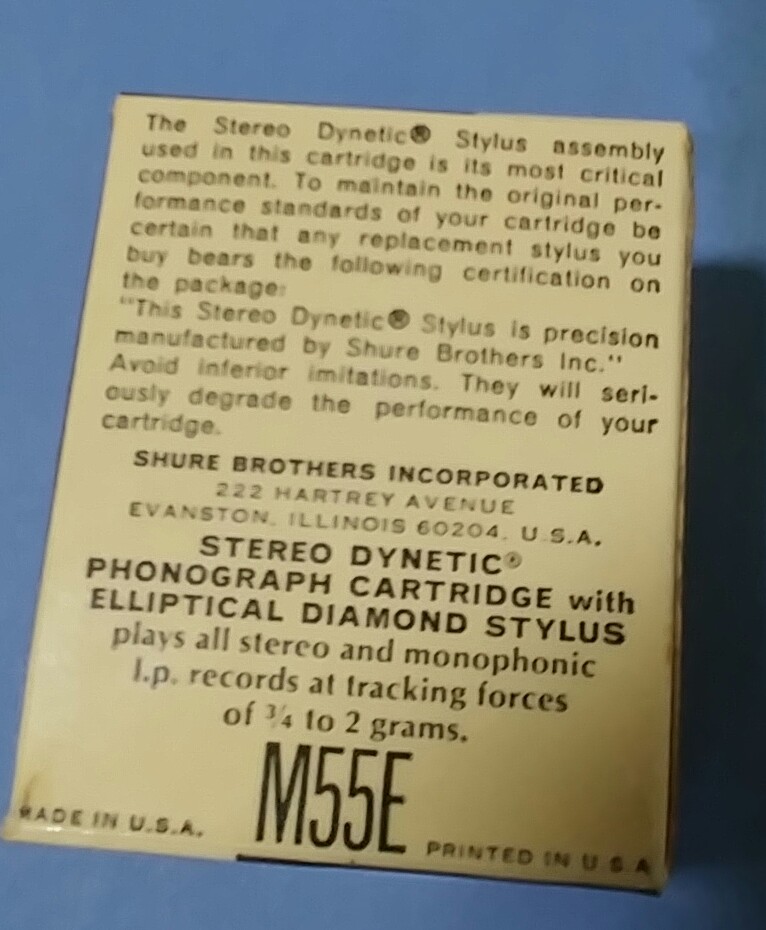 The Stereo Dynetic® Stylus assembly
used in this cartridge is its most critical
component. To maintain the original per-
formance standards of your cartridge be
certain that any replacement stylus you
buy bears the following certification on
the package:
"This Stereo Dynetic® Stylus is precision
manufactured by Shure Brothers Inc."
Avoid inferior imitations. They will seri-
ously degrade the performance of your
cartridge.
SHURE BROTHERS INCORPORATED
222 HARTREY AVENUE
EVANSTON, ILLINOIS 60204, U.S.A.
STEREO DYNETIC®
PHONOGRAPH CARTRIDGE with
ELLIPTICAL DIAMOND STYLUS
plays all stereo and monophonic
l.p. records at tracking forces
of ¾ to 2 grams.
M55E
MADE IN U.S.A.
PRINTED IN U.S.A